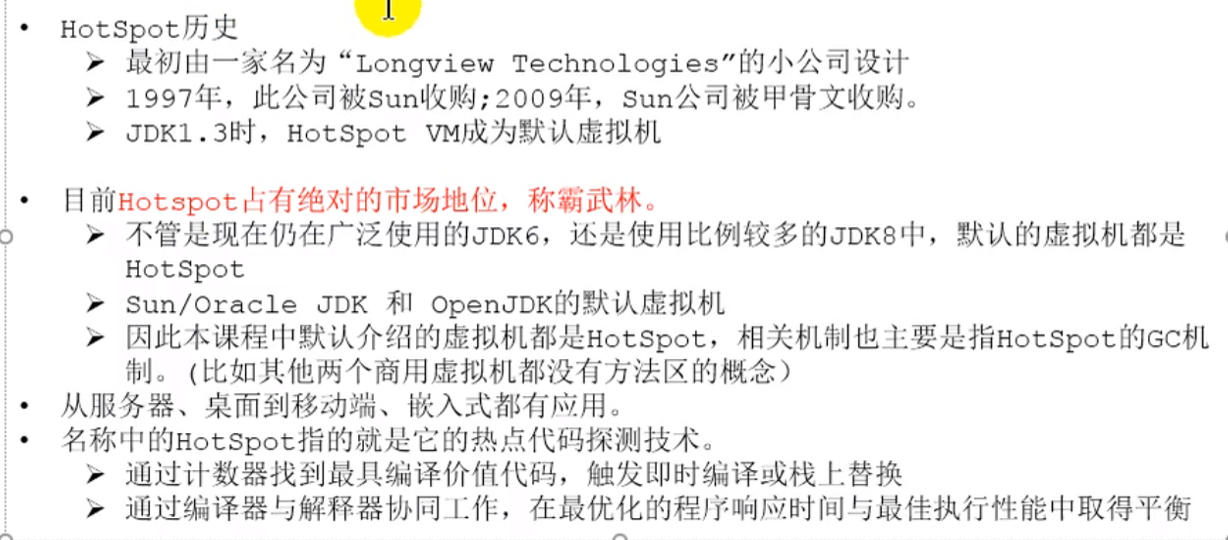 • HotSpot历史
➢ 最初由一家名为“Longview Technologies”的小公司设计
➢ 1997年，此公司被Sun收购;2009年，Sun公司被甲骨文收购。
➢ JDK1.3时，HotSpot VM成为默认虚拟机
• 目前Hotspot占有绝对的市场地位，称霸武林。
➢ 不管是现在仍在广泛使用的JDK6，还是使用比例较多的JDK8中，默认的虚拟机都是
HotSpot
➢ Sun/Oracle JDK 和 OpenJDK的默认虚拟机
➢ 因此本课程中默认介绍的虚拟机都是HotSpot，相关机制也主要是指HotSpot的GC机
制。(比如其他两个商用虚拟机都没有方法区的概念）
• 从服务器、桌面到移动端、嵌入式都有应用。
• 名称中的HotSpot指的就是它的热点代码探测技术。
➢ 通过计数器找到最具编译价值代码，触发即时编译或栈上替换
➢ 通过编译器与解释器协同工作，在最优化的程序响应时间与最佳执行性能中取得平衡